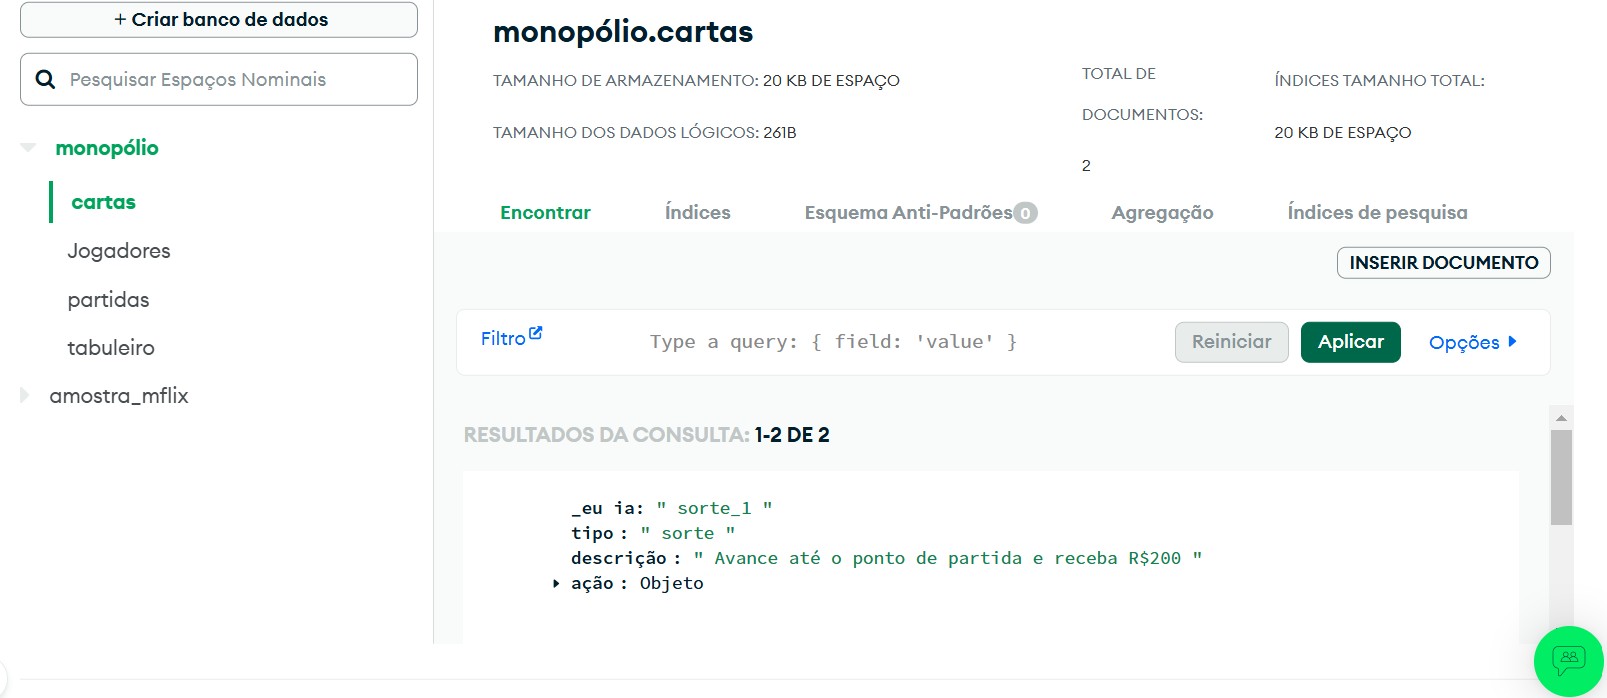 + Criar banco de dados
Pesquisar Espaços Nominais
monopólio
cartas
Jogadores
partidas
tabuleiro
amostra_mflix
monopólio.cartas
TAMANHO DE ARMAZENAMENTO: 20 KB DE ESPAÇO
TAMANHO DOS DADOS LÓGICOS: 261B
TOTAL DE
DOCUMENTOS:
2
ÍNDICES TAMANHO TOTAL:
20 KB DE ESPAÇO
Encontrar Índices Esquema Anti-Padrões 0 Agregação Índices de pesquisa
INSERIR DOCUMENTO
Filtro Type a query: { field: 'value' } Reiniciar Aplicar Opções
RESULTADOS DA CONSULTA: 1-2 DE 2
_eu ia: " sorte_1 "
tipo : " sorte "
descrição : " Avance até o ponto de partida e receba R$200 "
ação : Objeto